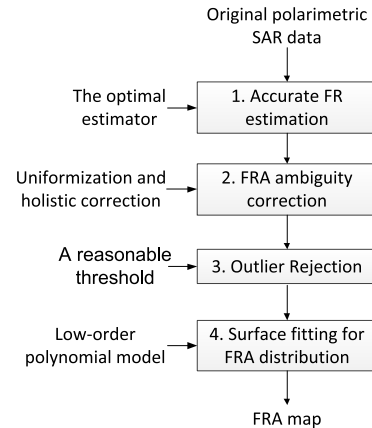 Original polarimetric
SAR data
The optimal
estimator
1. Accurate FR
estimation
Uniformization and
holistic correction
2. FRA ambiguity
correction
A reasonable
threshold
3. Outlier Rejection
Low-order
polynomial model
4. Surface fitting for
FRA distribution
FRA map